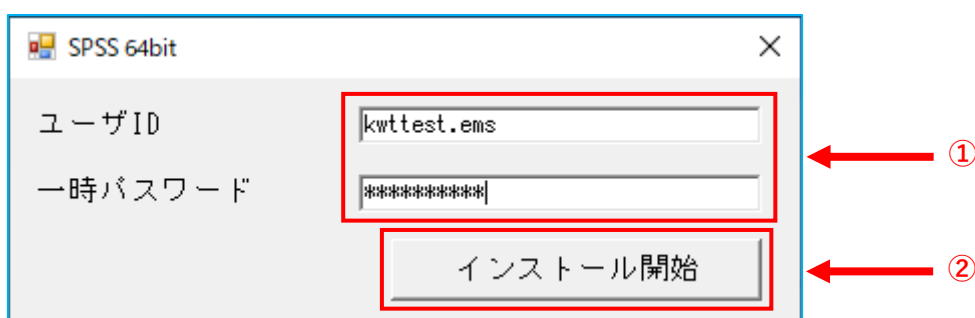 SPSS 64bit
ユーザID
kwttest.ems
①
一時パスワード
**********
インストール開始
②